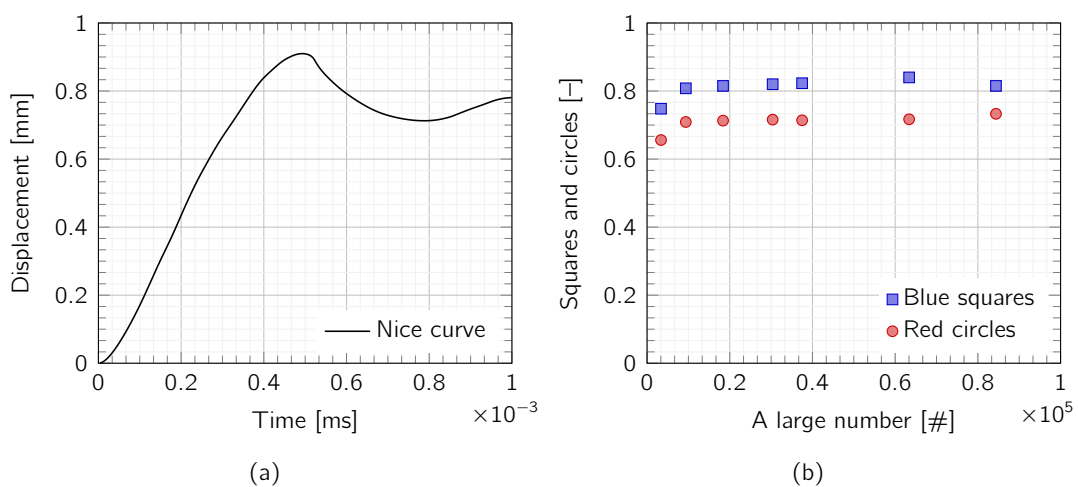 1
0.8
0.6
0.4
0.2
0
Displacement [mm]
Nice curve
0 0.2 0.4 0.6 0.8 1
Time [ms]
×10−3
(a)
1
0.8
0.6
0.4
0.2
0
Squares and circles [–]
Blue squares
Red circles
0 0.2 0.4 0.6 0.8 1
A large number [#]
×105
(b)